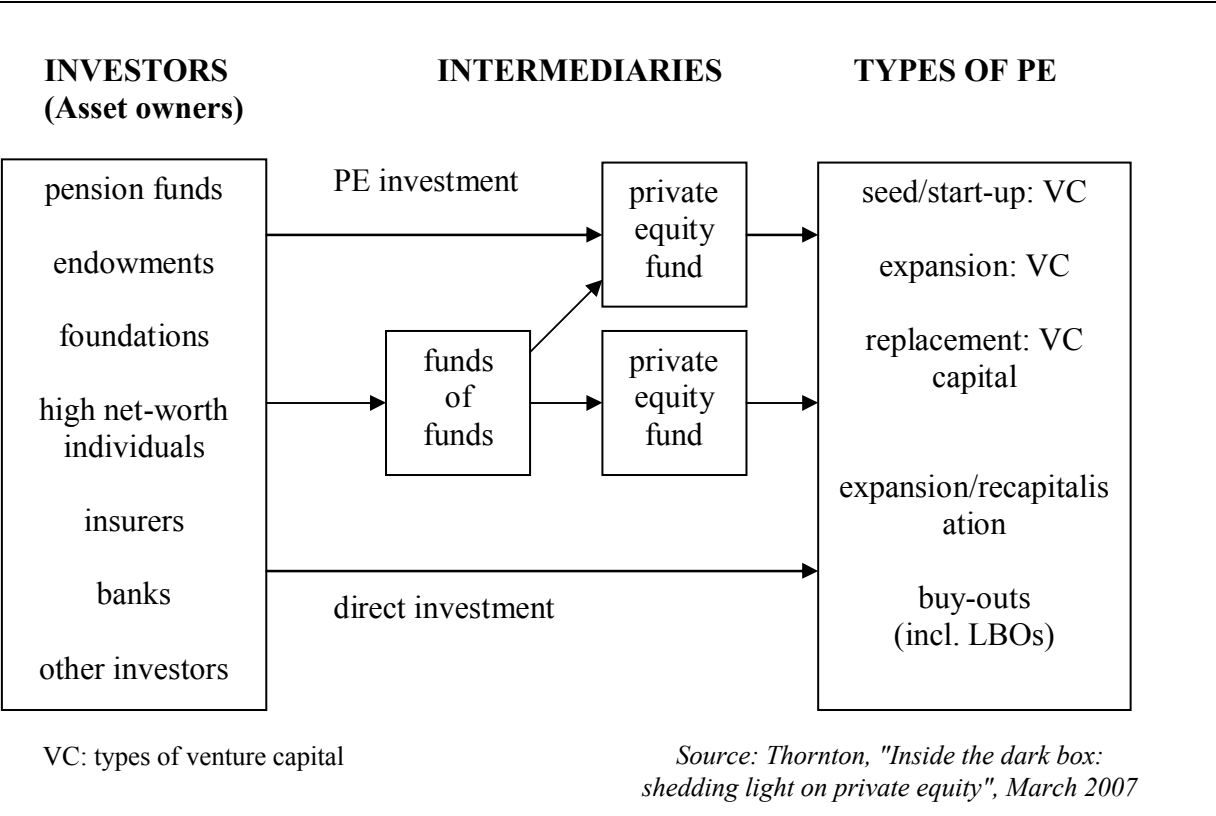 INVESTORS
(Asset owners)
INTERMEDIARIES
TYPES OF PE
pension funds
endowments
foundations
high net-worth
individuals
insurers
banks
other investors
PE investment
private
equity
fund
funds
of
funds
private
equity
fund
direct investment
seed/start-up: VC
expansion: VC
replacement: VC
capital
expansion/recapitalis
ation
buy-outs
(incl. LBOs)
VC: types of venture capital
Source: Thornton, "Inside the dark box:
shedding light on private equity", March 2007